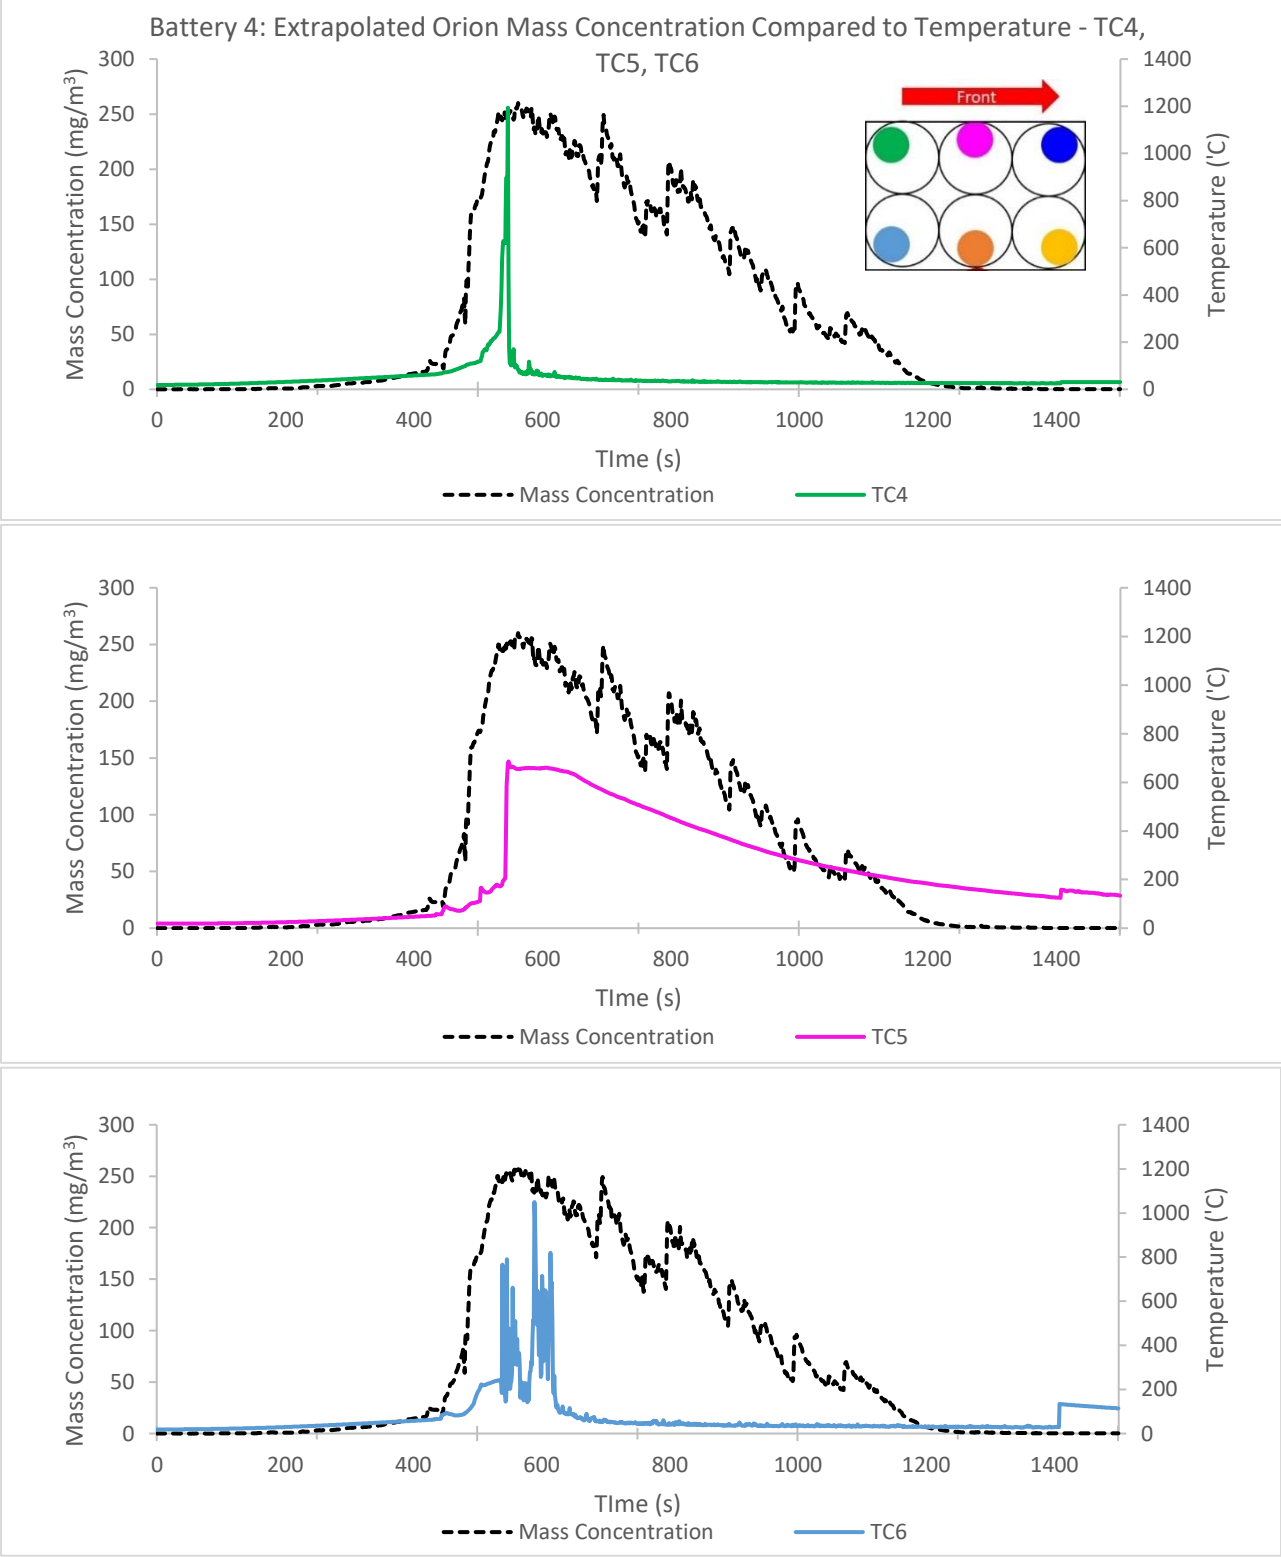 Battery 4: Extrapolated Orion Mass Concentration Compared to Temperature - TC4,
TC5, TC6
300
250
200
150
100
50
0
Mass Concentration (mg/m³)
1400
1200
1000
800
600
400
200
0
Temperature ('C)
Front
0 200 400 600 800 1000 1200 1400
TIme (s)
Mass Concentration TC4
300
250
200
150
100
50
0
Mass Concentration (mg/m³)
1400
1200
1000
800
600
400
200
0
Temperature ('C)
0 200 400 600 800 1000 1200 1400
TIme (s)
Mass Concentration TC5
300
250
200
150
100
50
0
Mass Concentration (mg/m³)
1400
1200
1000
800
600
400
200
0
Temperature ('C)
0 200 400 600 800 1000 1200 1400
TIme (s)
Mass Concentration TC6